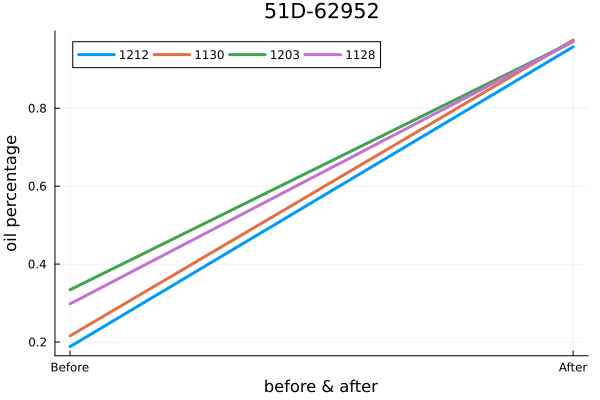 51D-62952
1212 1130 1203 1128
oil percentage
0.8
0.6
0.4
0.2
Before After
before & after